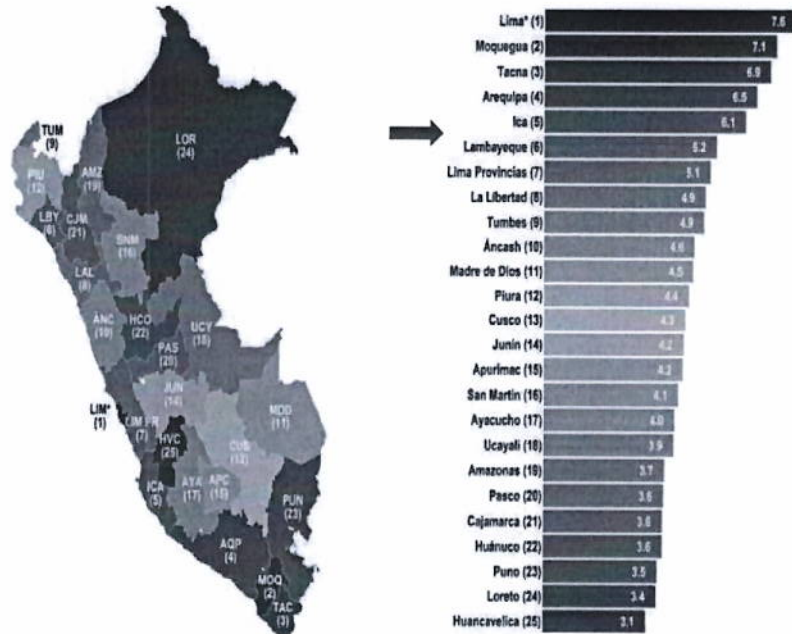 TUM
(9)
PIU
(12)
LBY
(6)
AMZ
(19)
CJM
(21)
LOR
(24)
SNM
(16)
LAL
(8)
ANC
(10)
HCO
(22)
UCY
(18)
PAS
(20)
LIM*
(1)
(7)
JUN
(14)
HVC
(25)
CUS
(13)
MDD
(11)
ICA
(5)
AYA
(17)
APC
(15)
PUN
(23)
AQP
(4)
MOQ
(2)
TAC
(3)
Lima* (1) 7.6
Moquegua (2) 7.1
Tacna (3) 6.9
Arequipa (4) 6.5
Ica (5) 6.1
Lambayeque (6) 5.2
Lima Provincias (7) 5.1
La Libertad (8) 4.9
Tumbes (9) 4.9
Áncash (10) 4.6
Madre de Dios (11) 4.5
Piura (12) 4.4
Cusco (13) 4.3
Junín (14) 4.2
Apurímac (15) 4.2
San Martín (16) 4.1
Ayacucho (17) 4.0
Ucayali (18) 3.9
Amazonas (19) 3.7
Pasco (20) 3.6
Cajamarca (21) 3.6
Huánuco (22) 3.6
Puno (23) 3.5
Loreto (24) 3.4
Huancavelica (25) 3.1